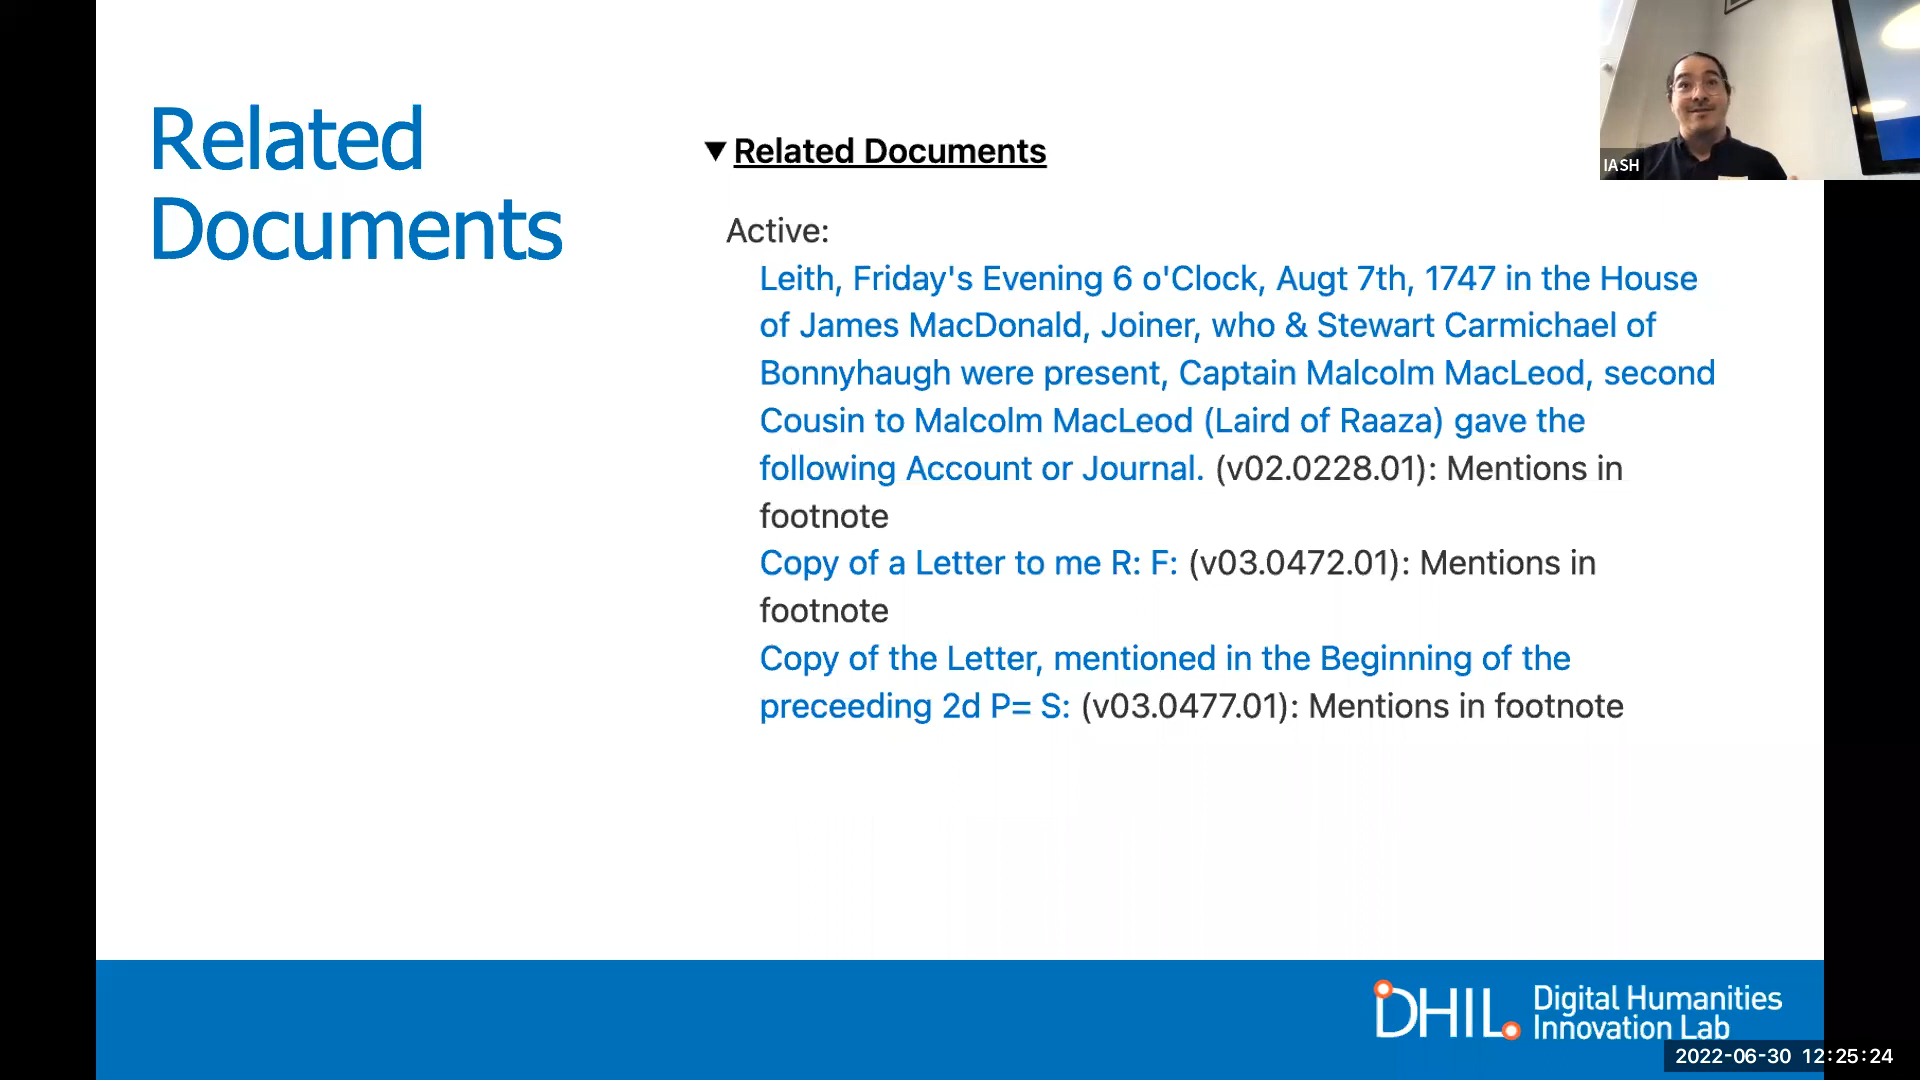 Related
Documents
▼ Related Documents
Active:
Leith, Friday's Evening 6 o'Clock, Augt 7th, 1747 in the House
of James MacDonald, Joiner, who & Stewart Carmichael of
Bonnyhaugh were present, Captain Malcolm MacLeod, second
Cousin to Malcolm MacLeod (Laird of Raaza) gave the
following Account or Journal. (v02.0228.01): Mentions in
footnote
Copy of a Letter to me R: F: (v03.0472.01): Mentions in
footnote
Copy of the Letter, mentioned in the Beginning of the
preceeding 2d P= S: (v03.0477.01): Mentions in footnote
IASH
DHIL
Digital Humanities
Innovation Lab
2022-06-30 12:25:24